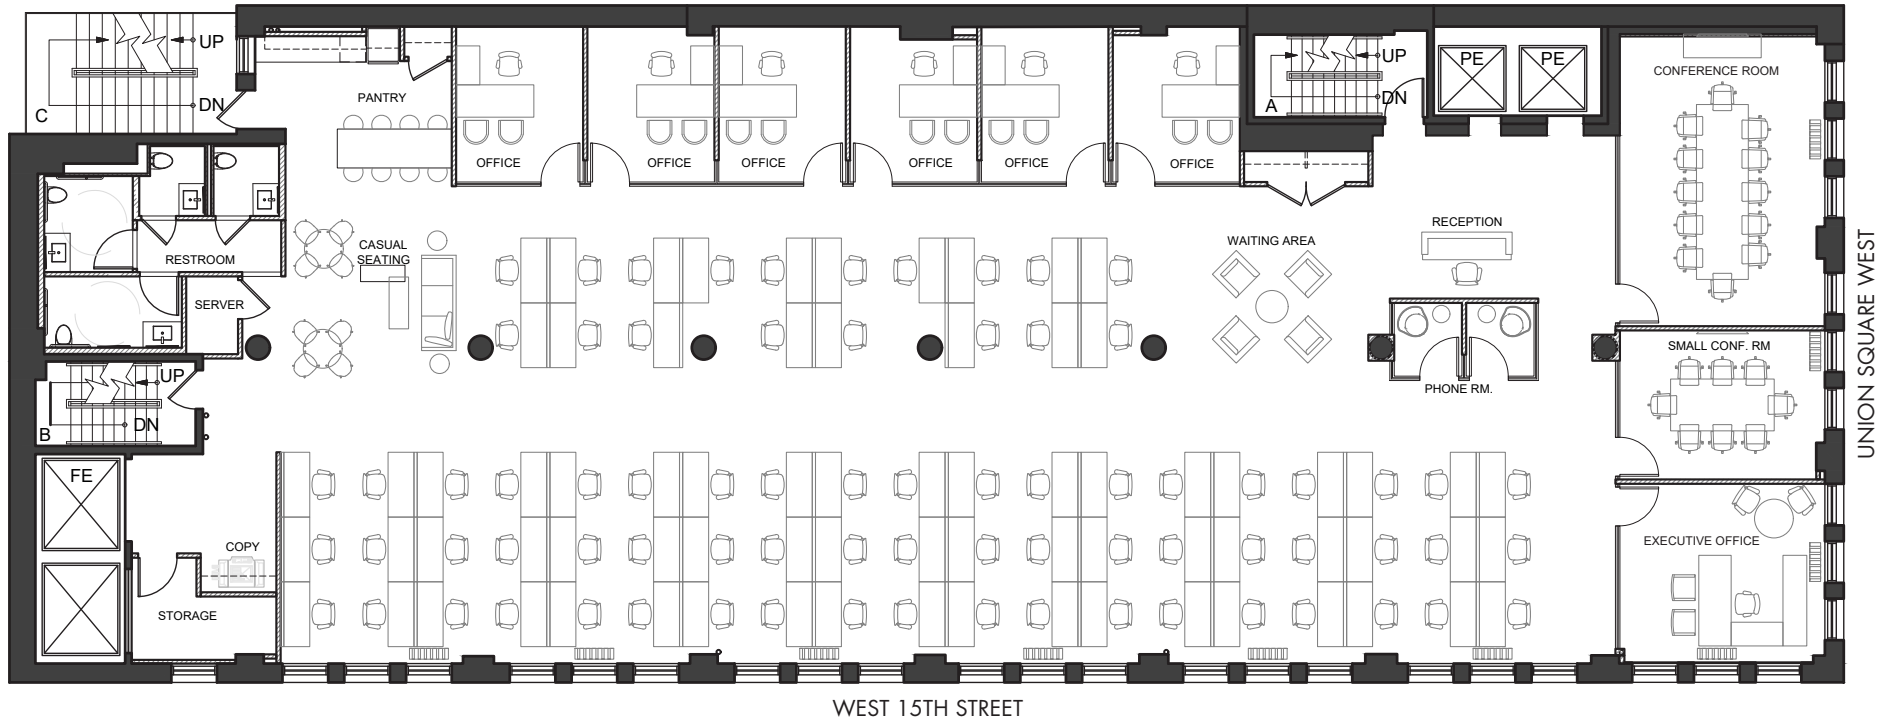 UP
PE
PE
UP
CONFERENCE ROOM
C
DN
PANTRY
A
DN
OFFICE
OFFICE
OFFICE
OFFICE
OFFICE
OFFICE
RECEPTION
WAITING AREA
CASUAL
SEATING
RESTROOM
SERVER
UNION SQUARE WEST
SMALL CONF. RM
UP
PHONE RM.
B
DN
FE
COPY
EXECUTIVE OFFICE
STORAGE
WEST 15TH STREET